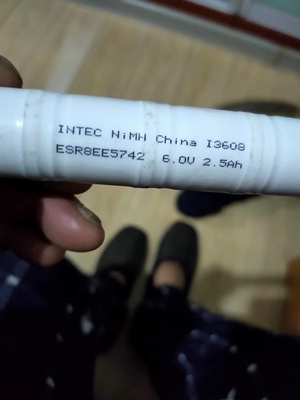 INTEC NiMH China I3608
ESR8EE5742 6.0V 2.5Ah